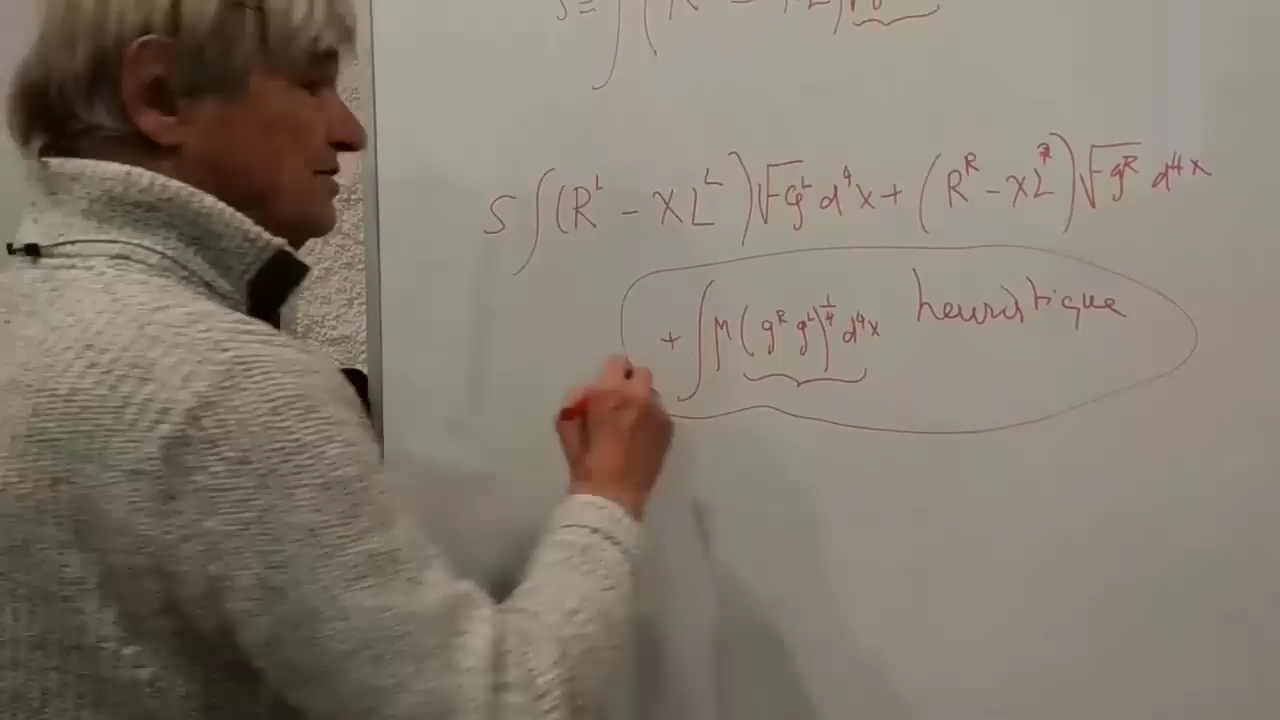 S = ∫ (R
S ∫ (R^L - χ L^L) √-g^L d^4x + (R^R - χ L^R) √-g^R d^4x
+ ∫ M (g^R g^L)^{1/4} d^4x heuristique